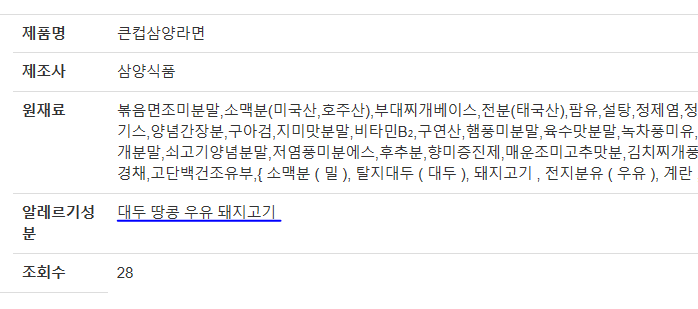 제품명 큰컵삼양라면
제조사 삼양식품
원재료 볶음면조미분말,소맥분(미국산,호주산),부대찌개베이스,전분(태국산),팜유,설탕,정제염,정
기스,양념간장분,구아검,지미맛분말,비타민B₂,구연산,햄풍미분말,육수맛분말,녹차풍미유,
개분말,쇠고기양념분말,저염풍미분에스,후추분,향미증진제,매운조미고추맛분,김치찌개풍
경채,고단백건조유부,{ 소맥분 ( 밀 ), 탈지대두 ( 대두 ), 돼지고기 , 전지분유 ( 우유 ), 계란
알레르기성분 대두 땅콩 우유 돼지고기
조회수 28